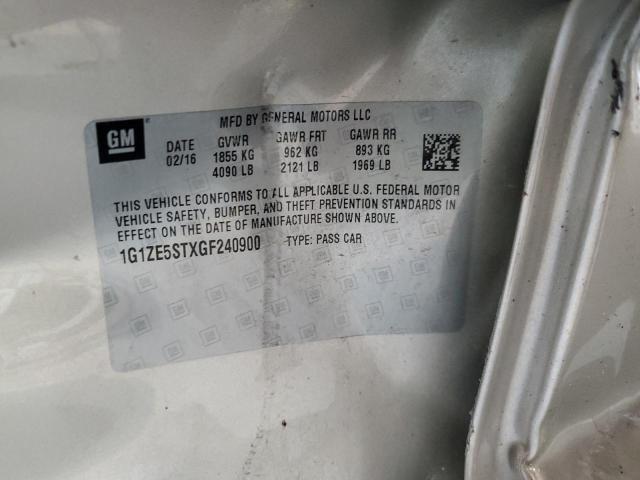 GM
MFD BY GENERAL MOTORS LLC
DATE GVWR GAWR FRT GAWR RR
02/16 1855 KG 962 KG 893 KG
4090 LB 2121 LB 1969 LB
THIS VEHICLE CONFORMS TO ALL APPLICABLE U.S. FEDERAL MOTOR
VEHICLE SAFETY, BUMPER, AND THEFT PREVENTION STANDARDS IN
EFFECT ON THE DATE OF MANUFACTURE SHOWN ABOVE.
1G1ZE5STXGF240900 TYPE: PASS CAR